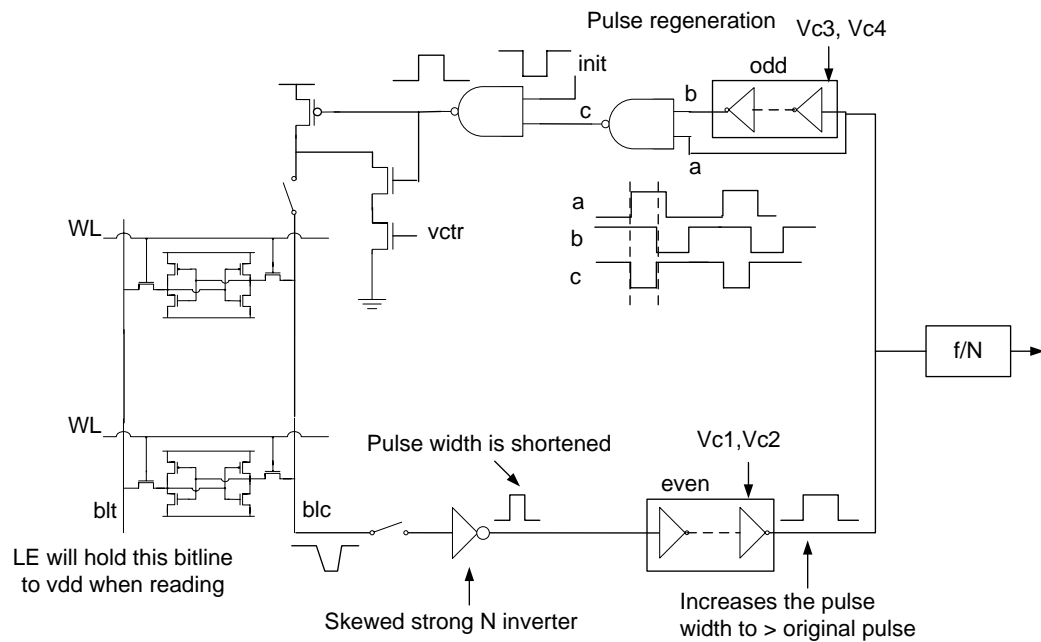 Pulse regeneration
Vc3, Vc4
odd
init
b
c
a
vctr
a
b
c
WL
f/N
WL
Pulse width is shortened
Vc1,Vc2
even
blt
blc
LE will hold this bitline
to vdd when reading
Skewed strong N inverter
Increases the pulse
width to > original pulse